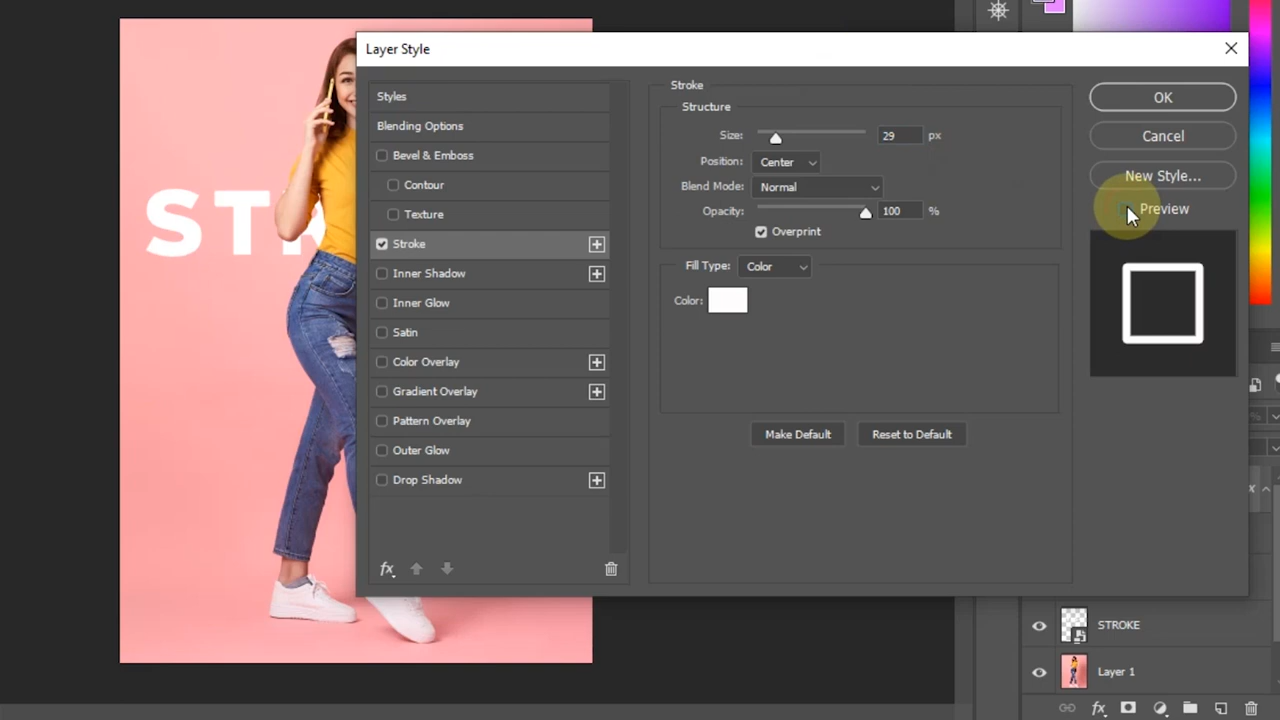 Layer Style
Styles
Blending Options
Bevel & Emboss
Contour
Texture
Stroke
Inner Shadow
Inner Glow
Satin
Color Overlay
Gradient Overlay
Pattern Overlay
Outer Glow
Drop Shadow
fx
Stroke
Structure
Size: 29 px
Position: Center
Blend Mode: Normal
Opacity: 100 %
Overprint
Fill Type: Color
Color:
Make Default Reset to Default
OK
Cancel
New Style...
Preview
STROKE
Layer 1
fx